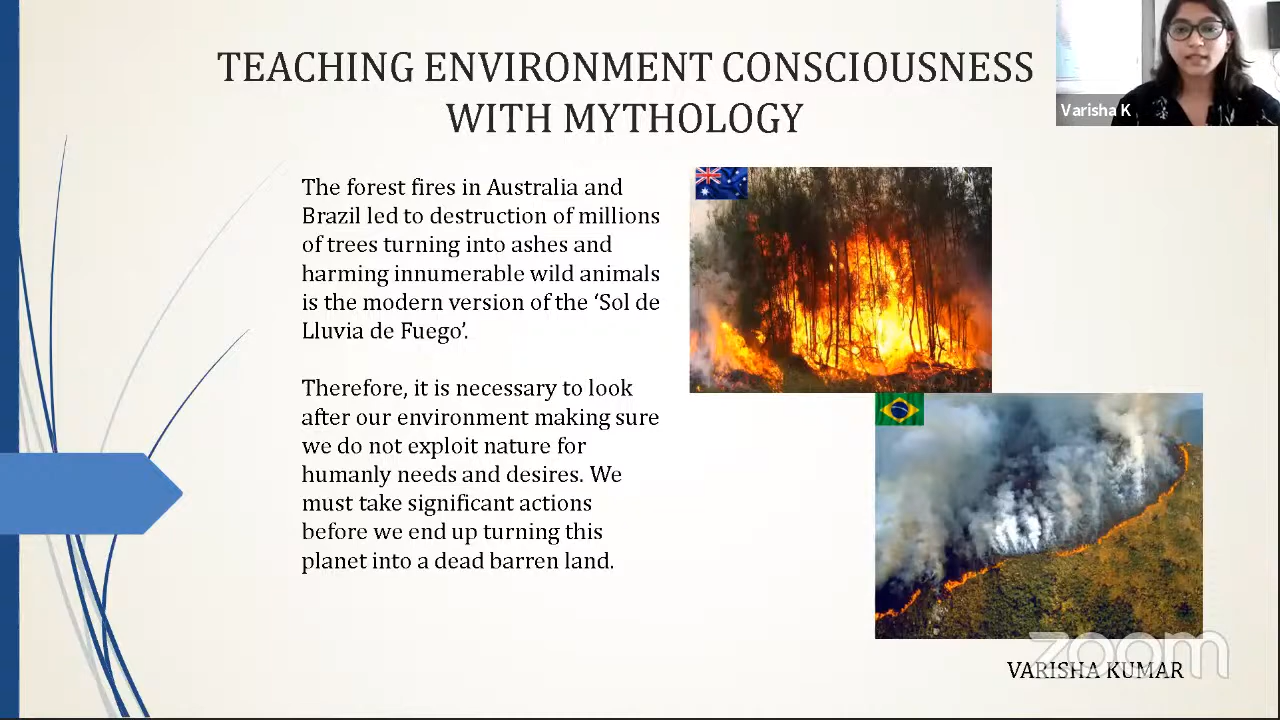 TEACHING ENVIRONMENT CONSCIOUSNESS
WITH MYTHOLOGY
Varisha K
The forest fires in Australia and
Brazil led to destruction of millions
of trees turning into ashes and
harming innumerable wild animals
is the modern version of the ‘Sol de
Lluvia de Fuego’.
Therefore, it is necessary to look
after our environment making sure
we do not exploit nature for
humanly needs and desires. We
must take significant actions
before we end up turning this
planet into a dead barren land.
zoom
VARISHA KUMAR